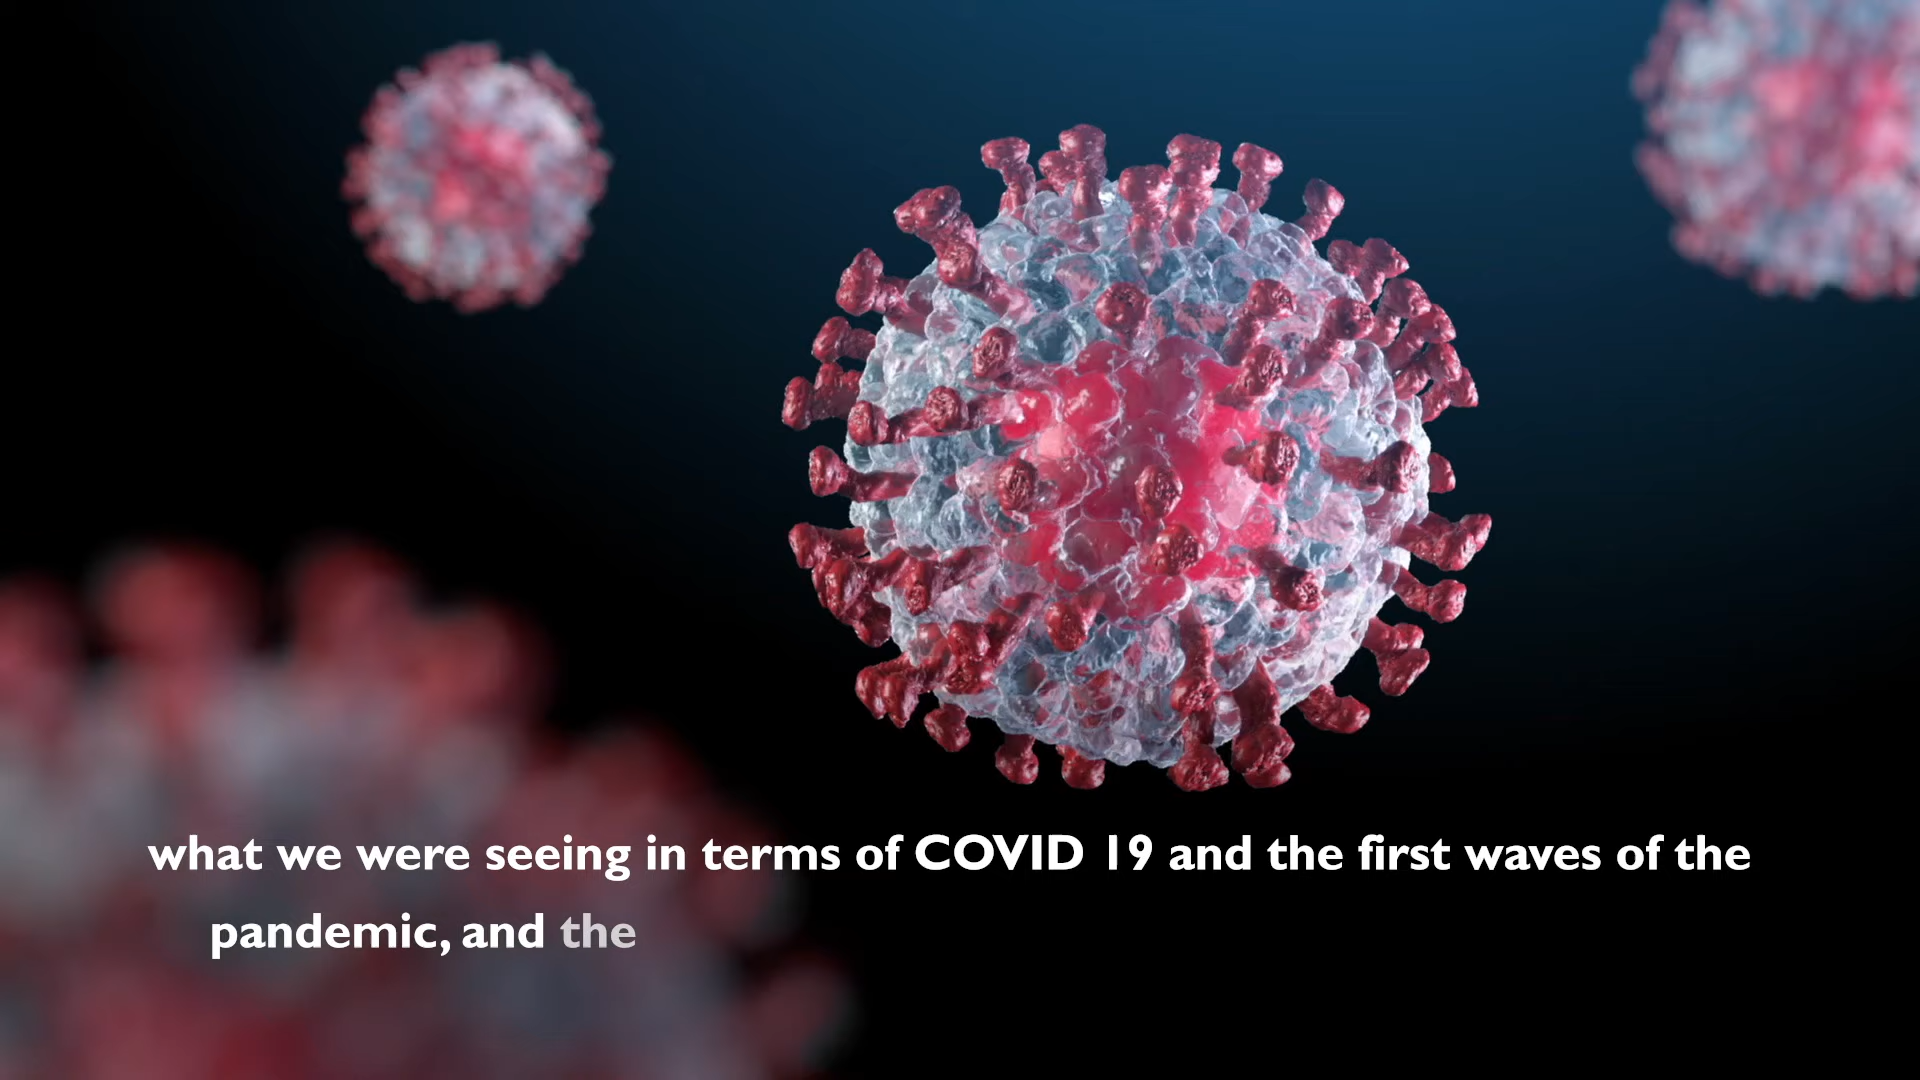 what we were seeing in terms of COVID 19 and the first waves of the
pandemic, and the